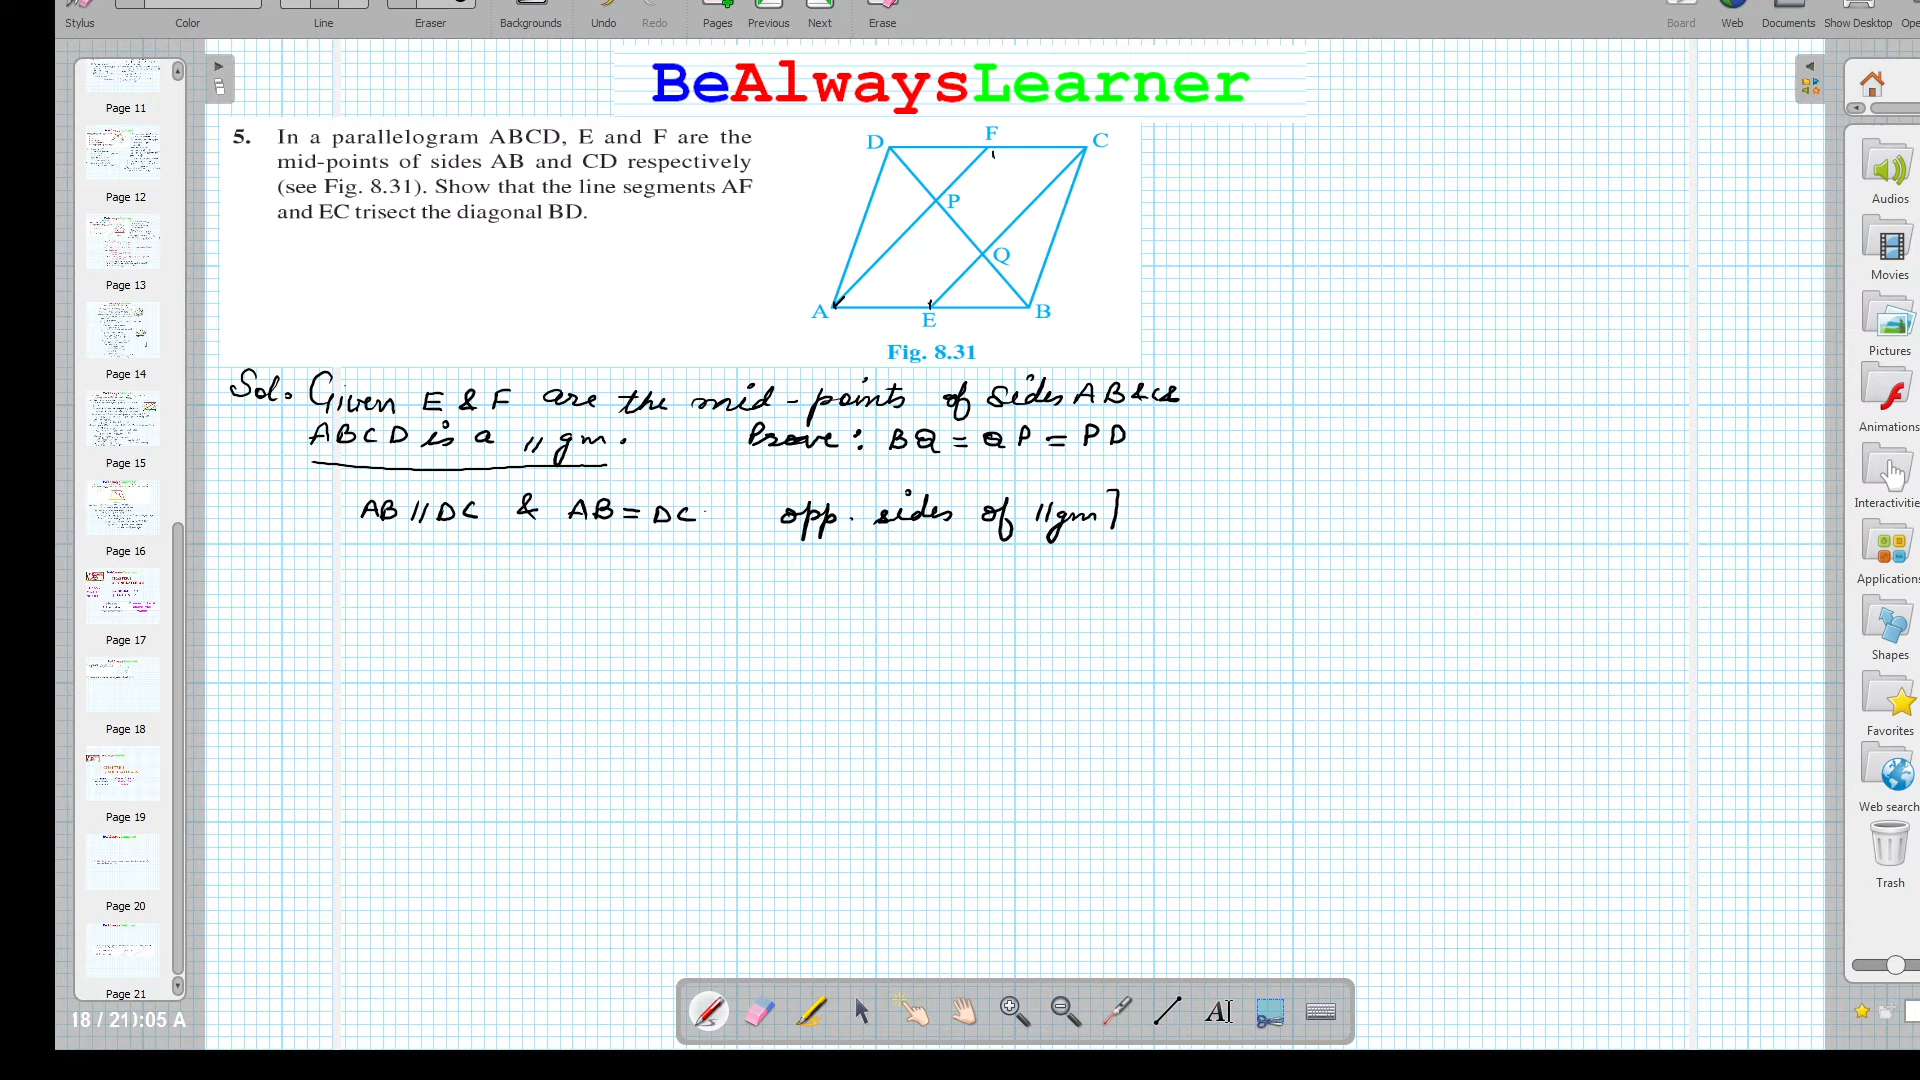 Stylus Color Line Eraser Backgrounds Undo Redo Pages Previous Next Erase Board Web Documents Show Desktop
BeAlwaysLearner
5. In a parallelogram ABCD, E and F are the
mid-points of sides AB and CD respectively
(see Fig. 8.31). Show that the line segments AF
and EC trisect the diagonal BD.
D F C
P
Q
A E B
Fig. 8.31
Sol. Given E & F are the mid-points of sides AB &
ABCD is a ||gm. Prove: BQ = QP = PD
AB || DC & AB = DC opp. sides of ||gm]
Page 11
Page 12
Page 13
Page 14
Page 15
Page 16
Page 17
Page 18
Page 19
Page 20
Page 21
Audios
Movies
Pictures
Animations
Interactivitie
Applications
Shapes
Favorites
Web search
Trash